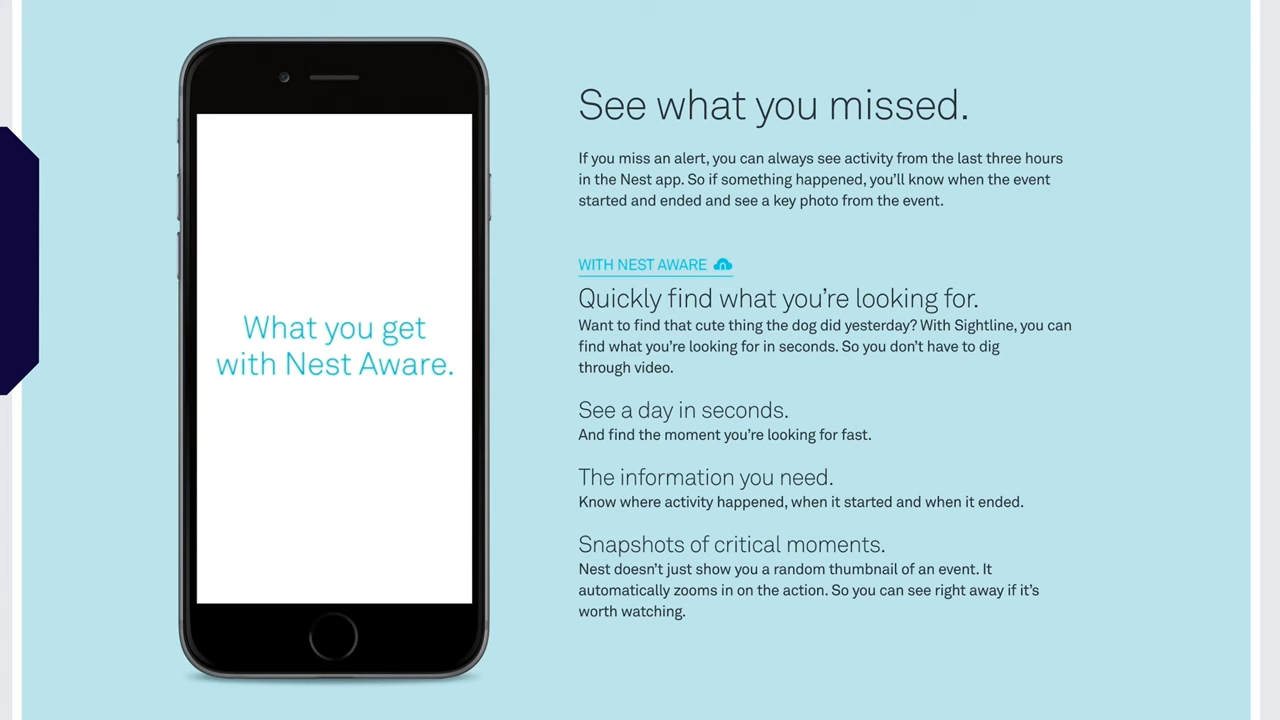 What you get
with Nest Aware.
See what you missed.
If you miss an alert, you can always see activity from the last three hours
in the Nest app. So if something happened, you’ll know when the event
started and ended and see a key photo from the event.
WITH NEST AWARE
Quickly find what you’re looking for.
Want to find that cute thing the dog did yesterday? With Sightline, you can
find what you’re looking for in seconds. So you don’t have to dig
through video.
See a day in seconds.
And find the moment you’re looking for fast.
The information you need.
Know where activity happened, when it started and when it ended.
Snapshots of critical moments.
Nest doesn’t just show you a random thumbnail of an event. It
automatically zooms in on the action. So you can see right away if it’s
worth watching.